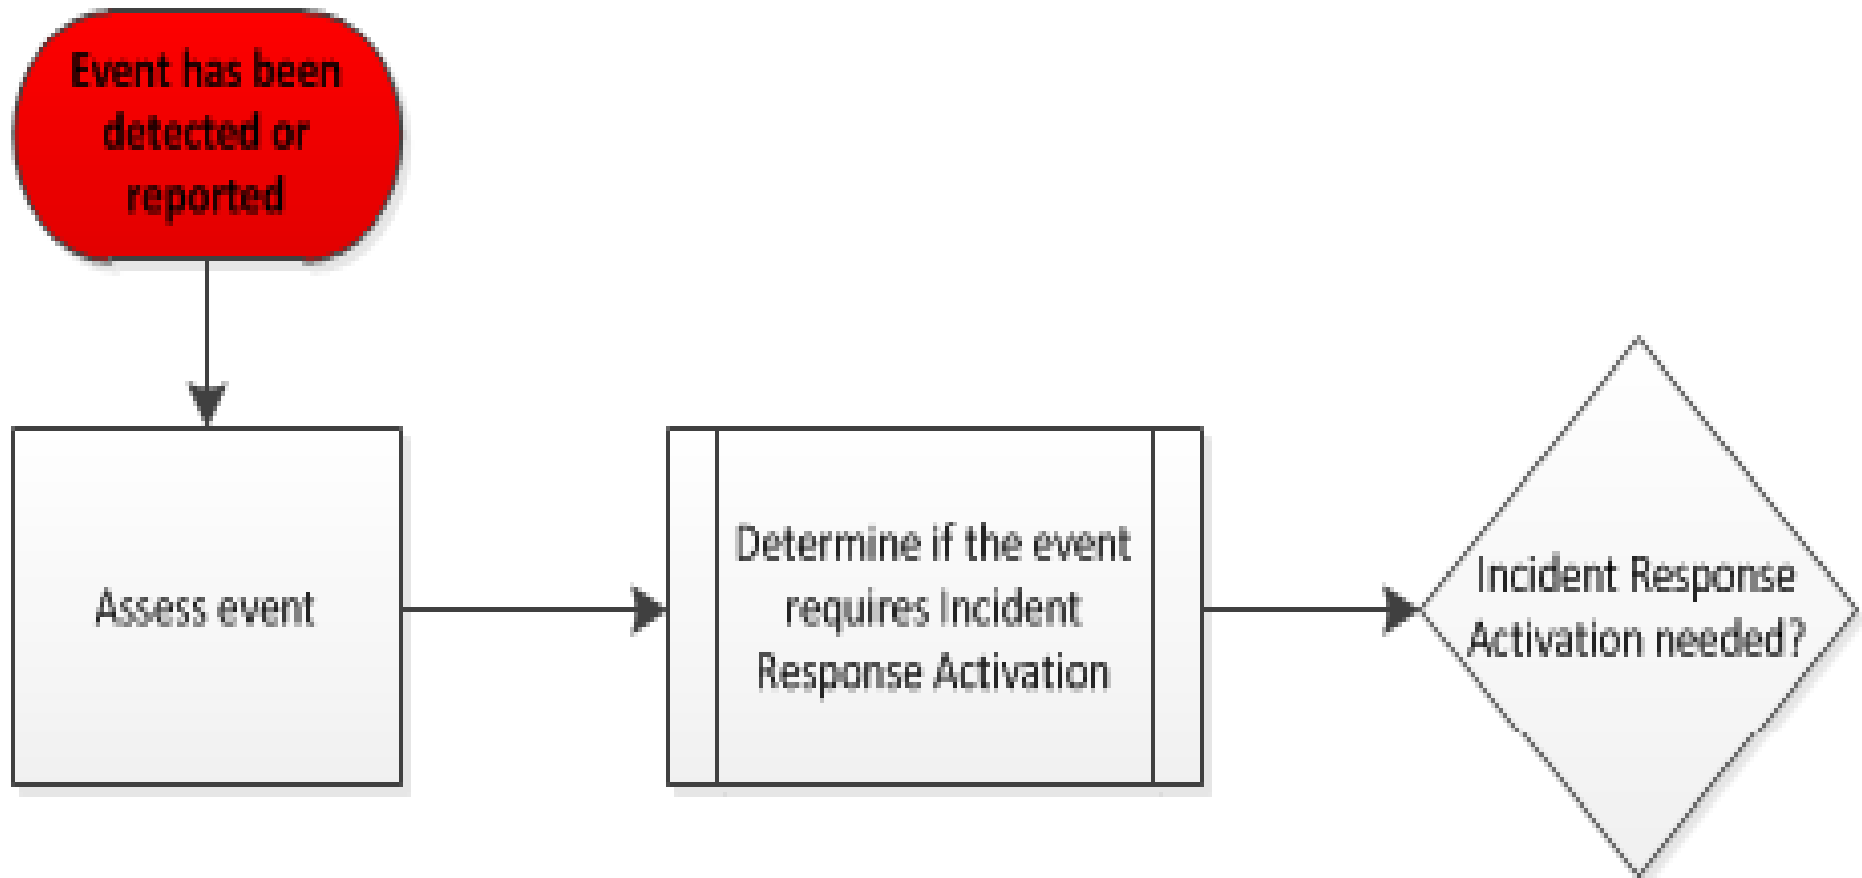 Event has been
detected or
reported
Assess event
Determine if the event
requires Incident
Response Activation
Incident Response
Activation needed?